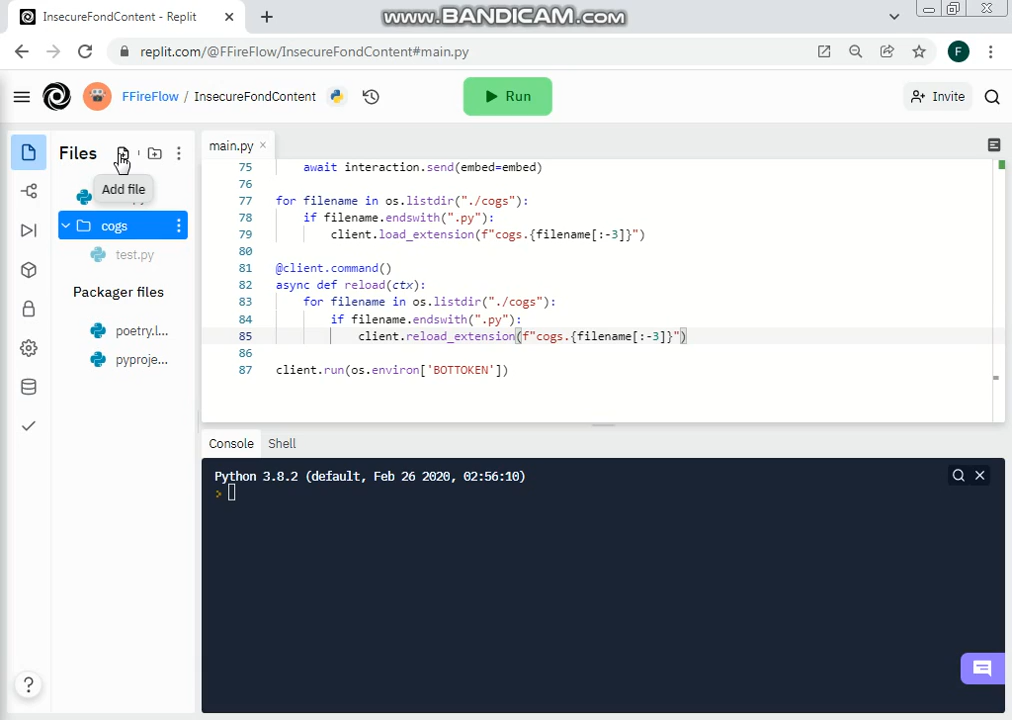 InsecureFondContent - Replit
www.BANDICAM.com
replit.com/@FFireFlow/InsecureFondContent#main.py
F
FFireFlow / InsecureFondContent
Run
Invite
Files
main.py
Add file
cogs
test.py
Packager files
poetry.l...
pyproje...
75 await interaction.send(embed=embed)
76
77 for filename in os.listdir("./cogs"):
78 if filename.endswith(".py"):
79 client.load_extension(f"cogs.{filename[:-3]}")
80
81 @client.command()
82 async def reload(ctx):
83 for filename in os.listdir("./cogs"):
84 if filename.endswith(".py"):
85 client.reload_extension(f"cogs.{filename[:-3]}")
86
87 client.run(os.environ['BOTTOKEN'])
Console
Shell
Python 3.8.2 (default, Feb 26 2020, 02:56:10)
>
?